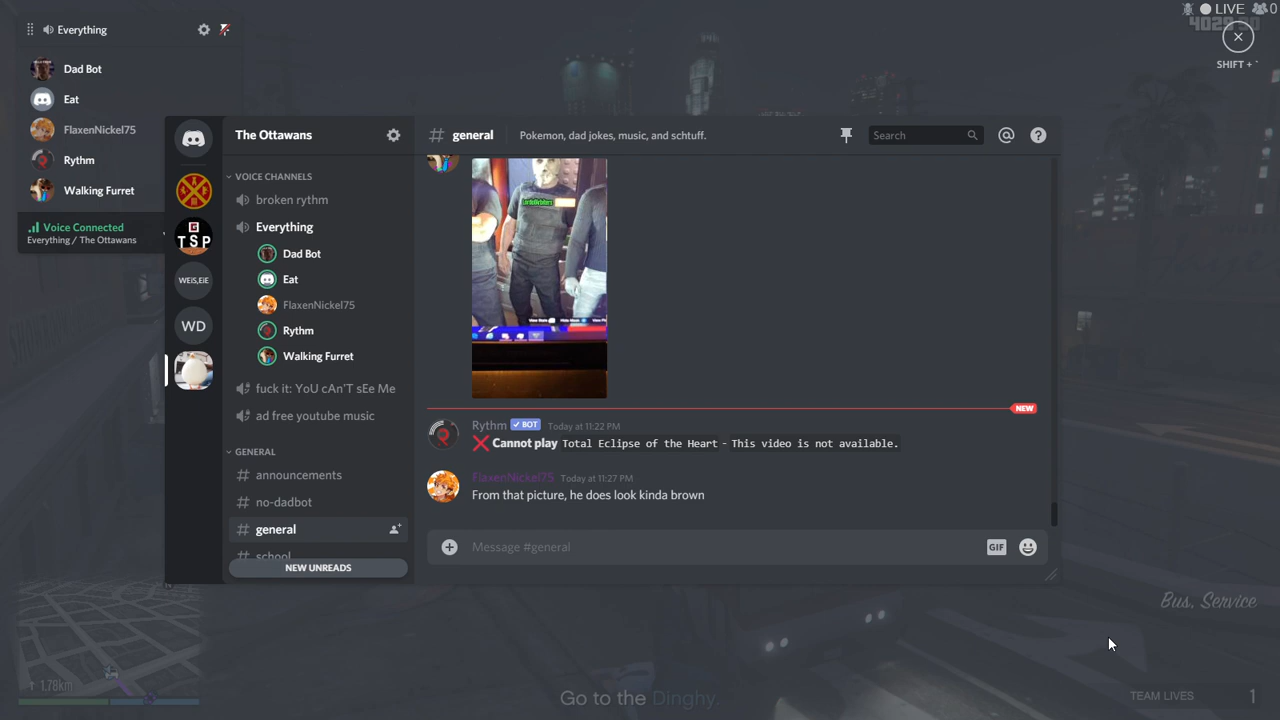 LIVE 0
Everything
SHIFT + `
Dad Bot
Eat
FlaxenNickel75
Rythm
Walking Furret
Voice Connected
Everything / The Ottawans
TSP
WEiS,EiE
WD
The Ottawans
VOICE CHANNELS
broken rythm
Everything
Dad Bot
Eat
FlaxenNickel75
Rythm
Walking Furret
fuck it: YoU cAn'T sEe Me
ad free youtube music
GENERAL
announcements
no-dadbot
general
school
NEW UNREADS
general
Pokemon, dad jokes, music, and schtuff.
Search
NEW
Rythm BOT Today at 11:22 PM
Cannot play Total Eclipse of the Heart - This video is not available.
FlaxenNickel75 Today at 11:27 PM
From that picture, he does look kinda brown
Message #general
GIF
Bus, Service
1.78km
Go to the Dinghy.
TEAM LIVES 1